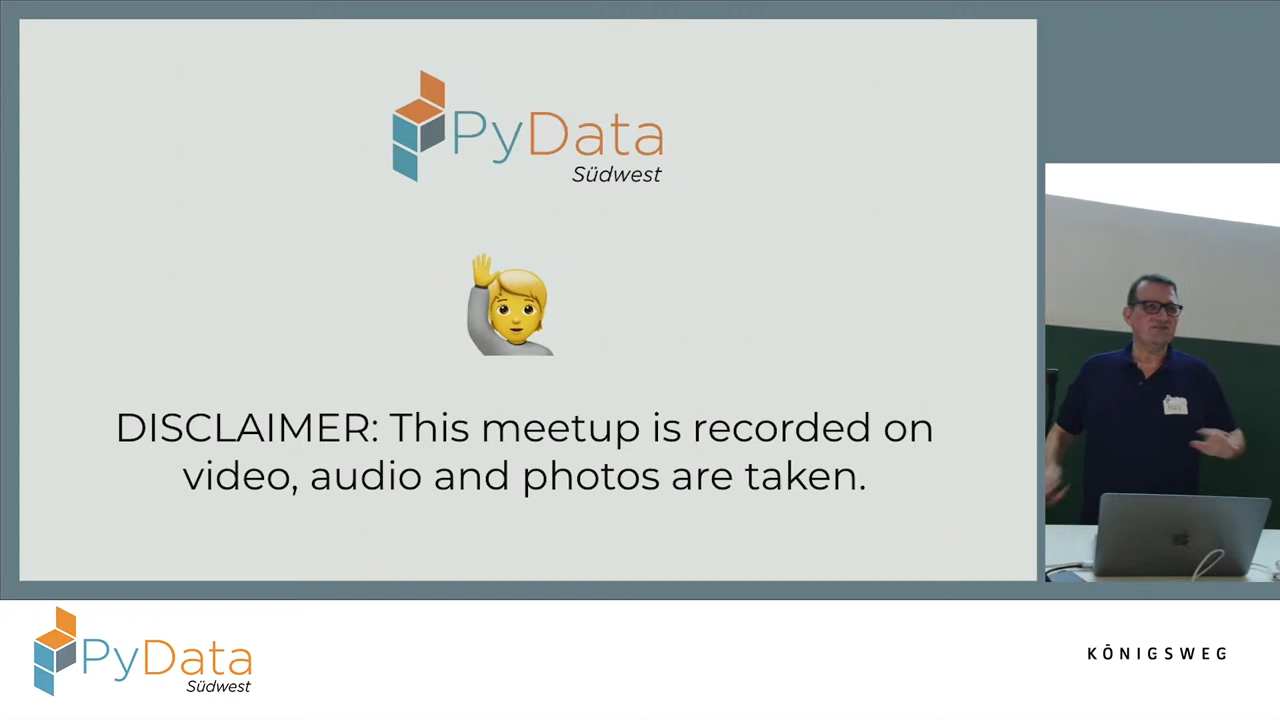 PyData
Südwest
DISCLAIMER: This meetup is recorded on
video, audio and photos are taken.
PyData
Südwest
KÖNIGSWEG